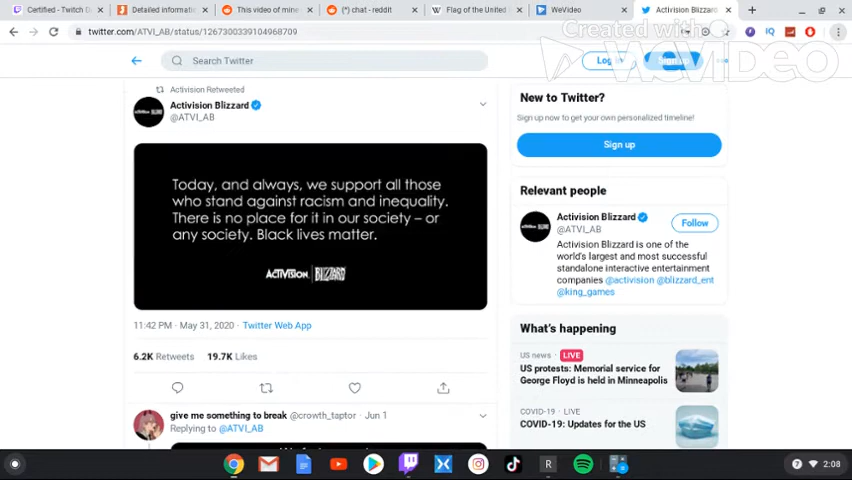 Certified - Twitch
Detailed informati
This video of mine
(*) chat - reddit
Flag of the United
WeVideo
Activision Blizzard
twitter.com/ATVI_AB/status/1267300339104968709
Created with
WeVideo
Search Twitter
Log in
Sign up
Activision Retweeted
Activision Blizzard
@ATVI_AB
Today, and always, we support all those
who stand against racism and inequality.
There is no place for it in our society – or
any society. Black lives matter.
ACTIVISION BLIZZARD
11:42 PM · May 31, 2020 · Twitter Web App
6.2K Retweets 19.7K Likes
give me something to break @crowth_taptor · Jun 1
Replying to @ATVI_AB
New to Twitter?
Sign up now to get your own personalized timeline!
Sign up
Relevant people
Activision Blizzard
@ATVI_AB
Follow
Activision Blizzard is one of the
world's largest and most successful
standalone interactive entertainment
companies @activision @blizzard_ent
@king_games
What's happening
US news · LIVE
US protests: Memorial service for
George Floyd is held in Minneapolis
COVID-19 · LIVE
COVID-19: Updates for the US
2:08